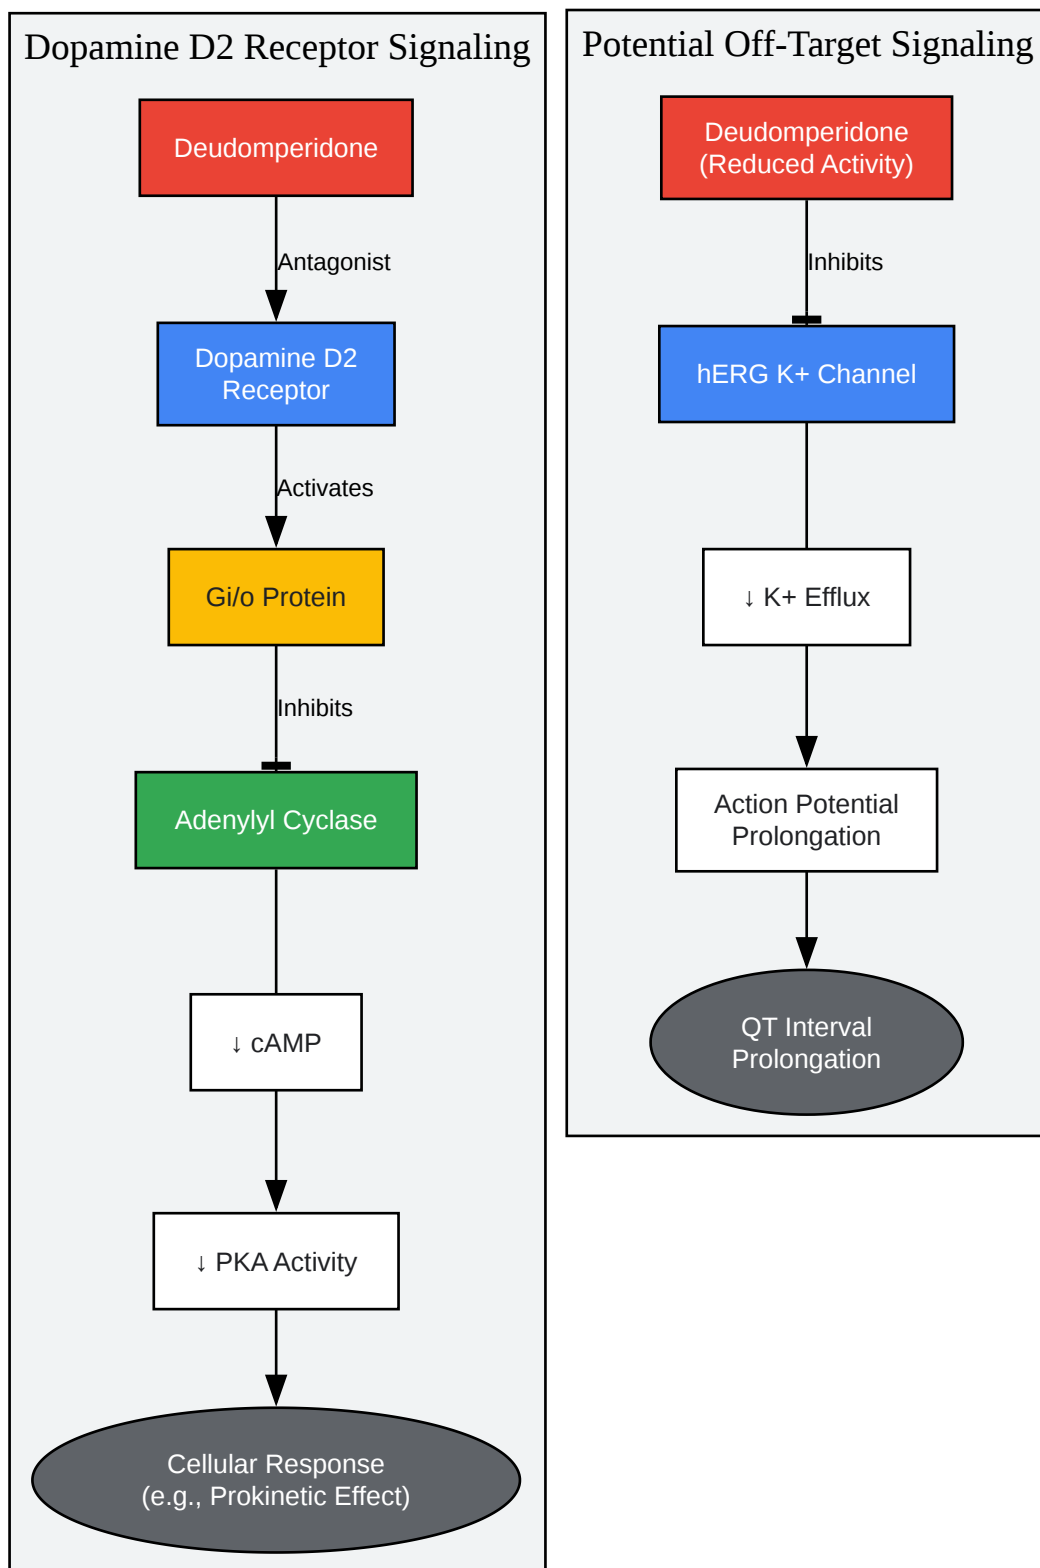 Dopamine D2 Receptor Signaling
Deudomperidone
Antagonist
Dopamine D2
Receptor
Activates
Gi/o Protein
Inhibits
Adenylyl Cyclase
↓ cAMP
↓ PKA Activity
Cellular Response
(e.g., Prokinetic Effect)
Potential Off-Target Signaling
Deudomperidone
(Reduced Activity)
Inhibits
hERG K+ Channel
↓ K+ Efflux
Action Potential
Prolongation
QT Interval
Prolongation